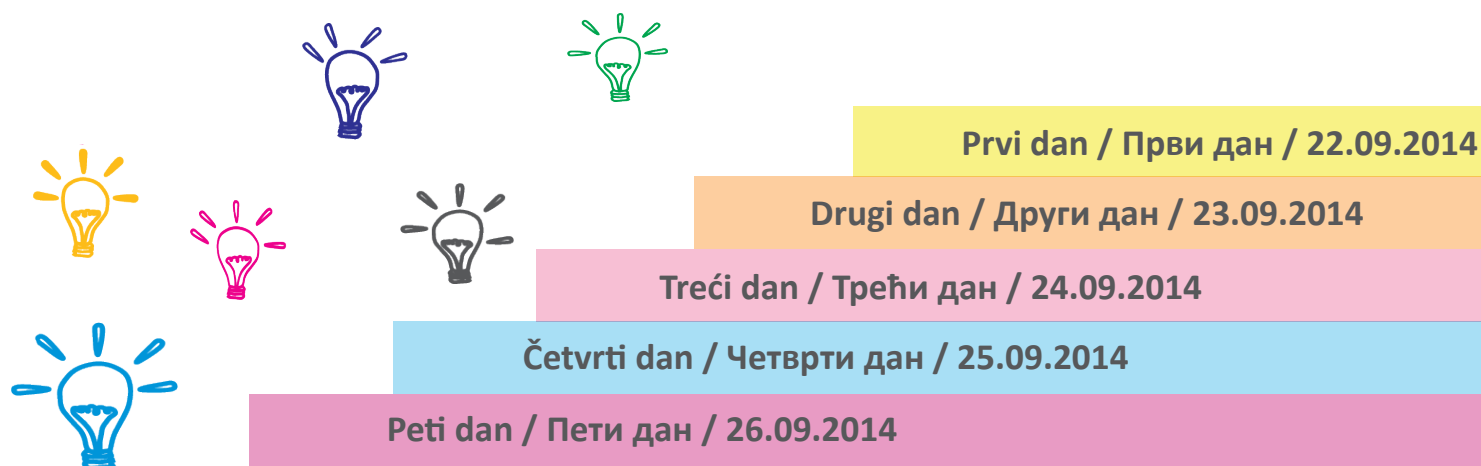 Prvi dan / Први дан / 22.09.2014
Drugi dan / Други дан / 23.09.2014
Treći dan / Трећи дан / 24.09.2014
Četvrti dan / Четврти дан / 25.09.2014
Peti dan / Пети дан / 26.09.2014